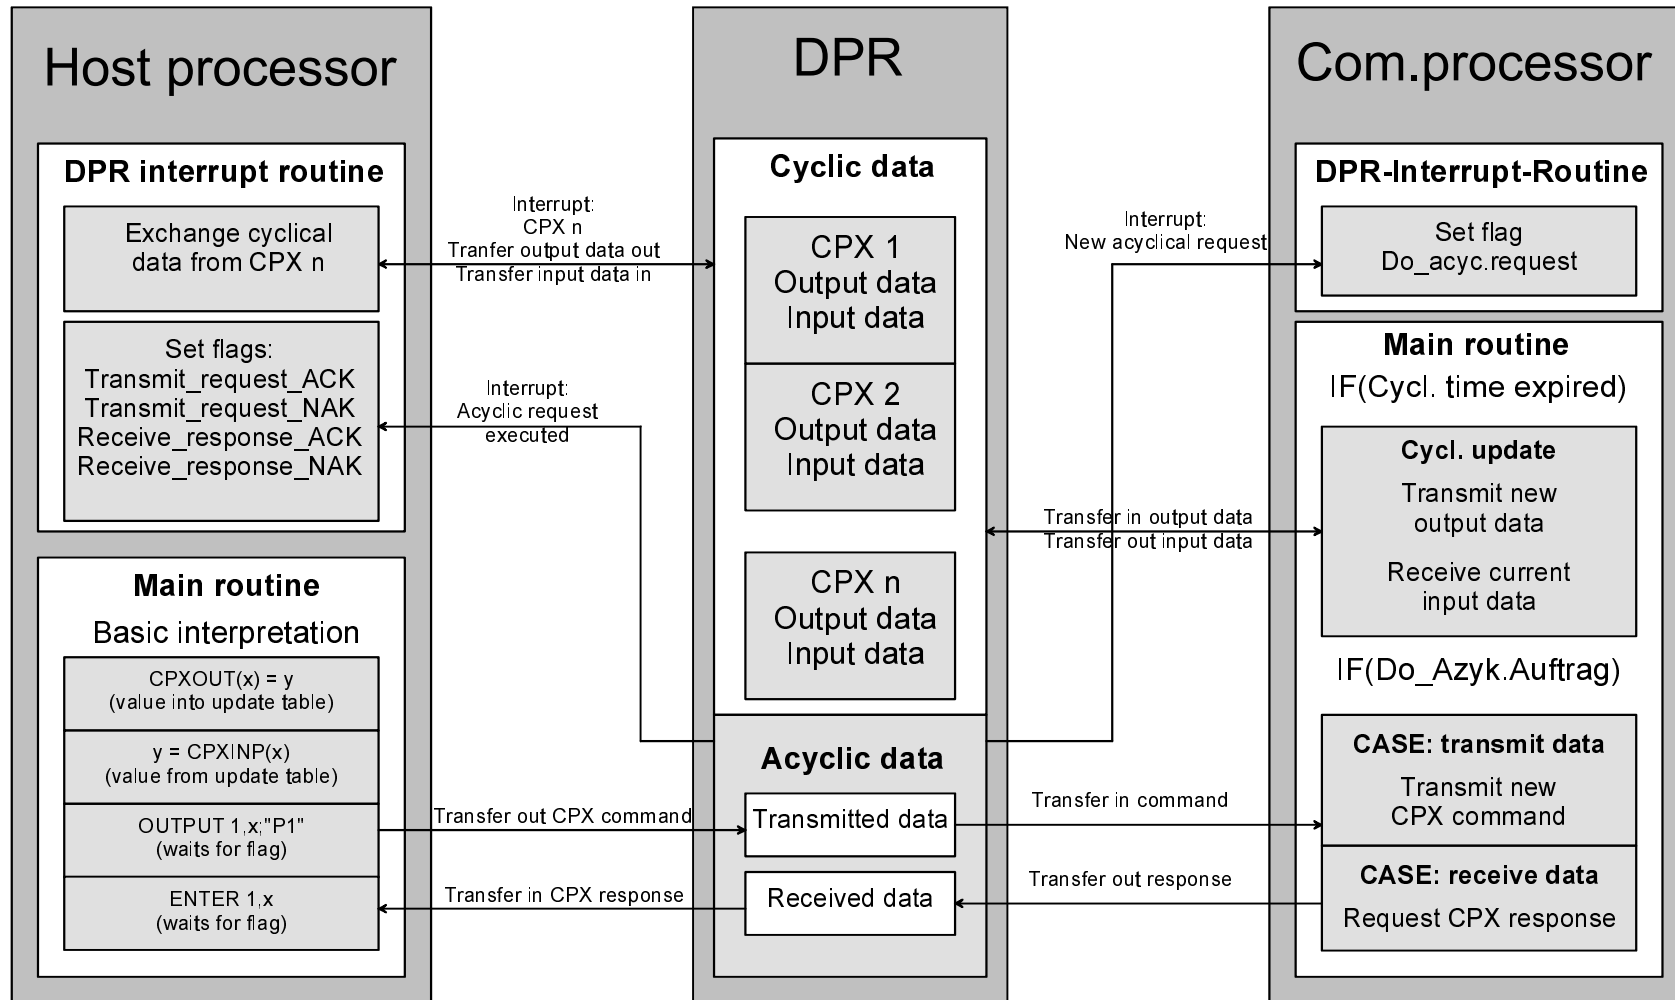 Host processor
DPR interrupt routine
Exchange cyclical
data from CPX n
Set flags:
Transmit_request_ACK
Transmit_request_NAK
Receive_response_ACK
Receive_response_NAK
Main routine
Basic interpretation
CPXOUT(x) = y
(value into update table)
y = CPXINP(x)
(value from update table)
OUTPUT 1,x;"P1"
(waits for flag)
ENTER 1,x
(waits for flag)
Interrupt:
CPX n
Tranfer output data out
Transfer input data in
Interrupt:
Acyclic request
executed
Transfer out CPX command
Transfer in CPX response
DPR
Cyclic data
CPX 1
Output data
Input data
CPX 2
Output data
Input data
CPX n
Output data
Input data
Acyclic data
Transmitted data
Received data
Interrupt:
New acyclical request
Transfer in output data
Transfer out input data
Transfer in command
Transfer out response
Com.processor
DPR-Interrupt-Routine
Set flag
Do_acyc.request
Main routine
IF(Cycl. time expired)
Cycl. update
Transmit new
output data
Receive current
input data
IF(Do_Azyk.Auftrag)
CASE: transmit data
Transmit new
CPX command
CASE: receive data
Request CPX response